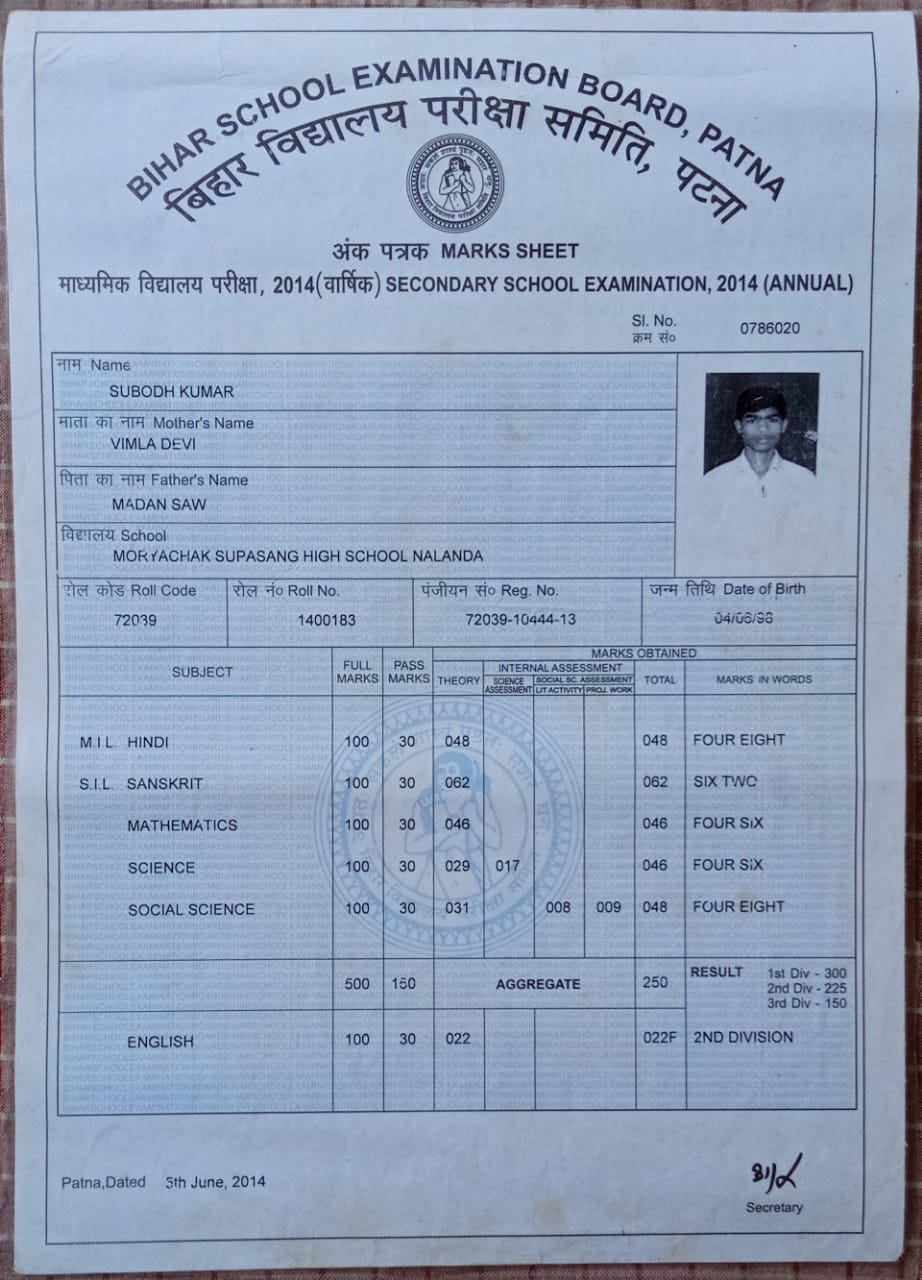 BIHAR SCHOOL EXAMINATION BOARD, PATNA
बिहार विद्यालय परीक्षा समिति, पटना
अंक पत्रक MARKS SHEET
माध्यमिक विद्यालय परीक्षा, 2014(वार्षिक) SECONDARY SCHOOL EXAMINATION, 2014 (ANNUAL)
Sl. No. 0786020
क्रम सं०
नाम Name
SUBODH KUMAR
माता का नाम Mother's Name
VIMLA DEVI
पिता का नाम Father's Name
MADAN SAW
विद्यालय School
MORYACHAK SUPASANG HIGH SCHOOL NALANDA
रोल कोड Roll Code रोल नं० Roll No. पंजीयन सं० Reg. No. जन्म तिथि Date of Birth
72039 1400183 72039-10444-13 04/06/98
MARKS OBTAINED
SUBJECT FULL MARKS PASS MARKS THEORY INTERNAL ASSESSMENT TOTAL MARKS IN WORDS
SCIENCE ASSESSMENT SOCIAL SC. ASSESSMENT
LIT ACTIVITY PROJ. WORK
M.I.L. HINDI 100 30 048 048 FOUR EIGHT
S.I.L. SANSKRIT 100 30 062 062 SIX TWO
MATHEMATICS 100 30 046 046 FOUR SIX
SCIENCE 100 30 029 017 046 FOUR SIX
SOCIAL SCIENCE 100 30 031 008 009 048 FOUR EIGHT
500 150 AGGREGATE 250 RESULT 1st Div - 300
2nd Div - 225
3rd Div - 150
ENGLISH 100 30 022 022F 2ND DIVISION
Patna,Dated 5th June, 2014
Secretary